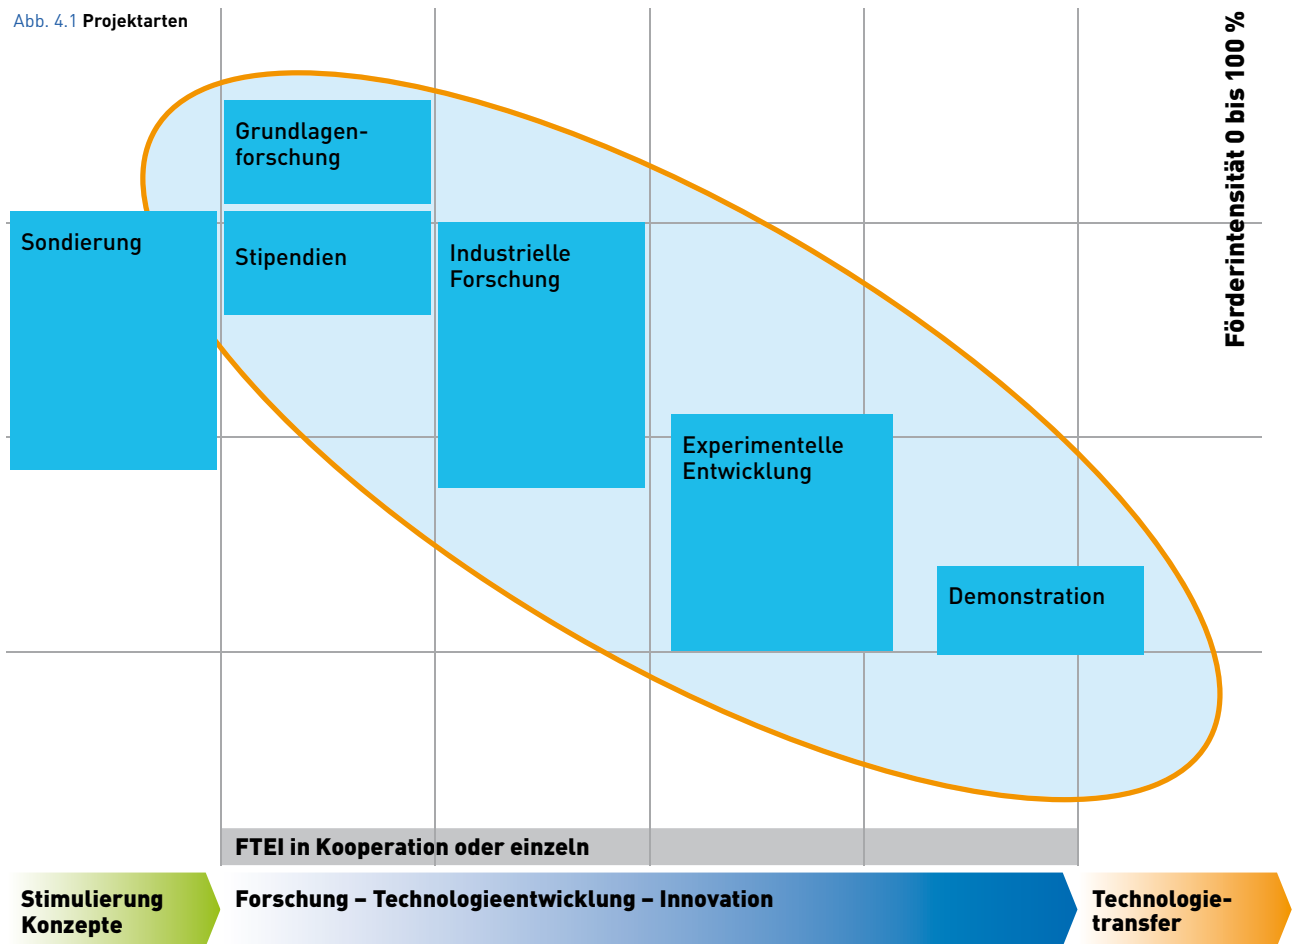 Abb. 4.1 Projektarten
Förderintensität 0 bis 100 %
Grundlagen-
forschung
Sondierung
Stipendien
Industrielle
Forschung
Experimentelle
Entwicklung
Demonstration
FTEI in Kooperation oder einzeln
Stimulierung
Konzepte
Forschung – Technologieentwicklung – Innovation
Technologie-
transfer